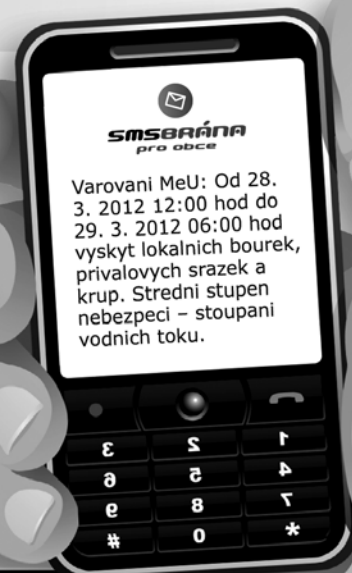 SMSBRÁNA
pro obce
Varovani MeU: Od 28.
3. 2012 12:00 hod do
29. 3. 2012 06:00 hod
vyskyt lokalnich bourek,
privalovych srazek a
krup. Stredni stupen
nebezpeci – stoupani
vodnich toku.
3 2 1
6 5 4
9 8 7
# 0 *